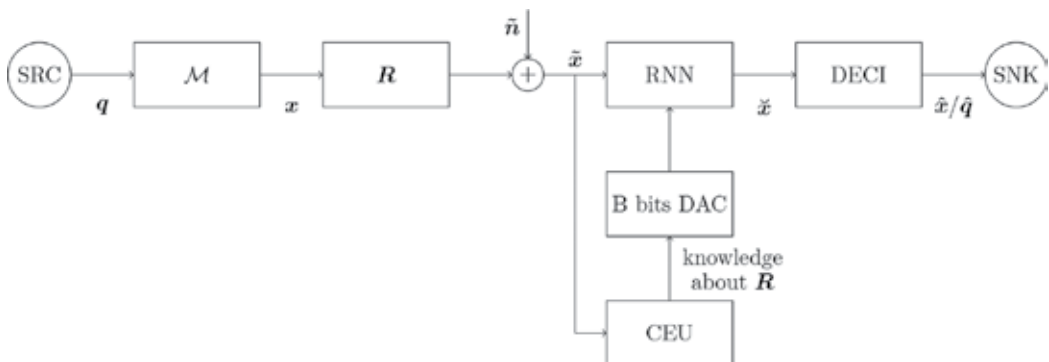 ñ
SRC
q
ℳ
x
R
+
x̃
RNN
x̆
DECI
x̂/q̂
SNK
B bits DAC
knowledge
about R
CEU